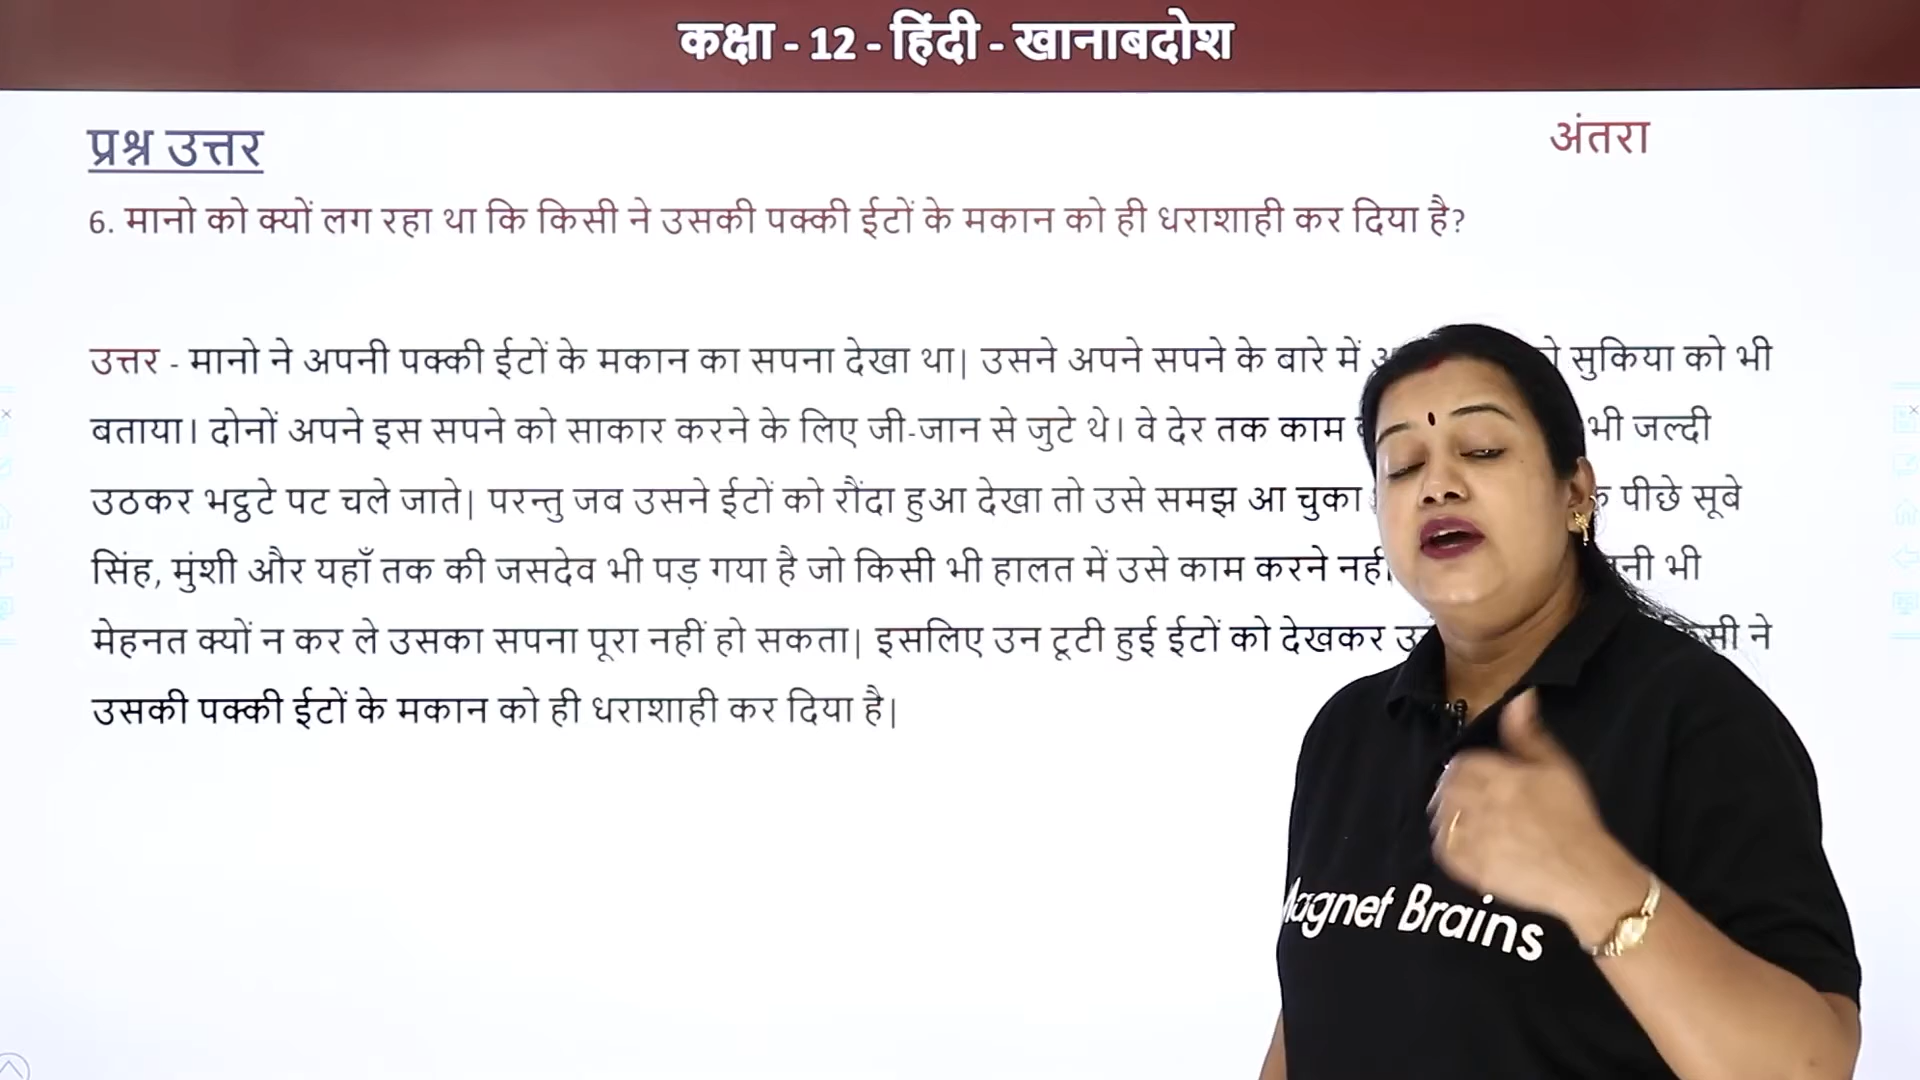 कक्षा - 12 - हिंदी - खानाबदोश
प्रश्न उत्तर
अंतरा
6. मानो को क्यों लग रहा था कि किसी ने उसकी पक्की ईटों के मकान को ही धराशाही कर दिया है?
उत्तर - मानो ने अपनी पक्की ईटों के मकान का सपना देखा था| उसने अपने सपने के बारे में सुकिया को भी
बताया। दोनों अपने इस सपने को साकार करने के लिए जी-जान से जुटे थे। वे देर तक काम भी जल्दी
उठकर भट्ठटे पट चले जाते| परन्तु जब उसने ईटों को रौंदा हुआ देखा तो उसे समझ आ चुका पीछे सूबे
सिंह, मुंशी और यहाँ तक की जसदेव भी पड़ गया है जो किसी भी हालत में उसे काम करने नहीं भी
मेहनत क्यों न कर ले उसका सपना पूरा नहीं हो सकता| इसलिए उन टूटी हुई ईटों को देखकर ने
उसकी पक्की ईटों के मकान को ही धराशाही कर दिया है|
Magnet Brains